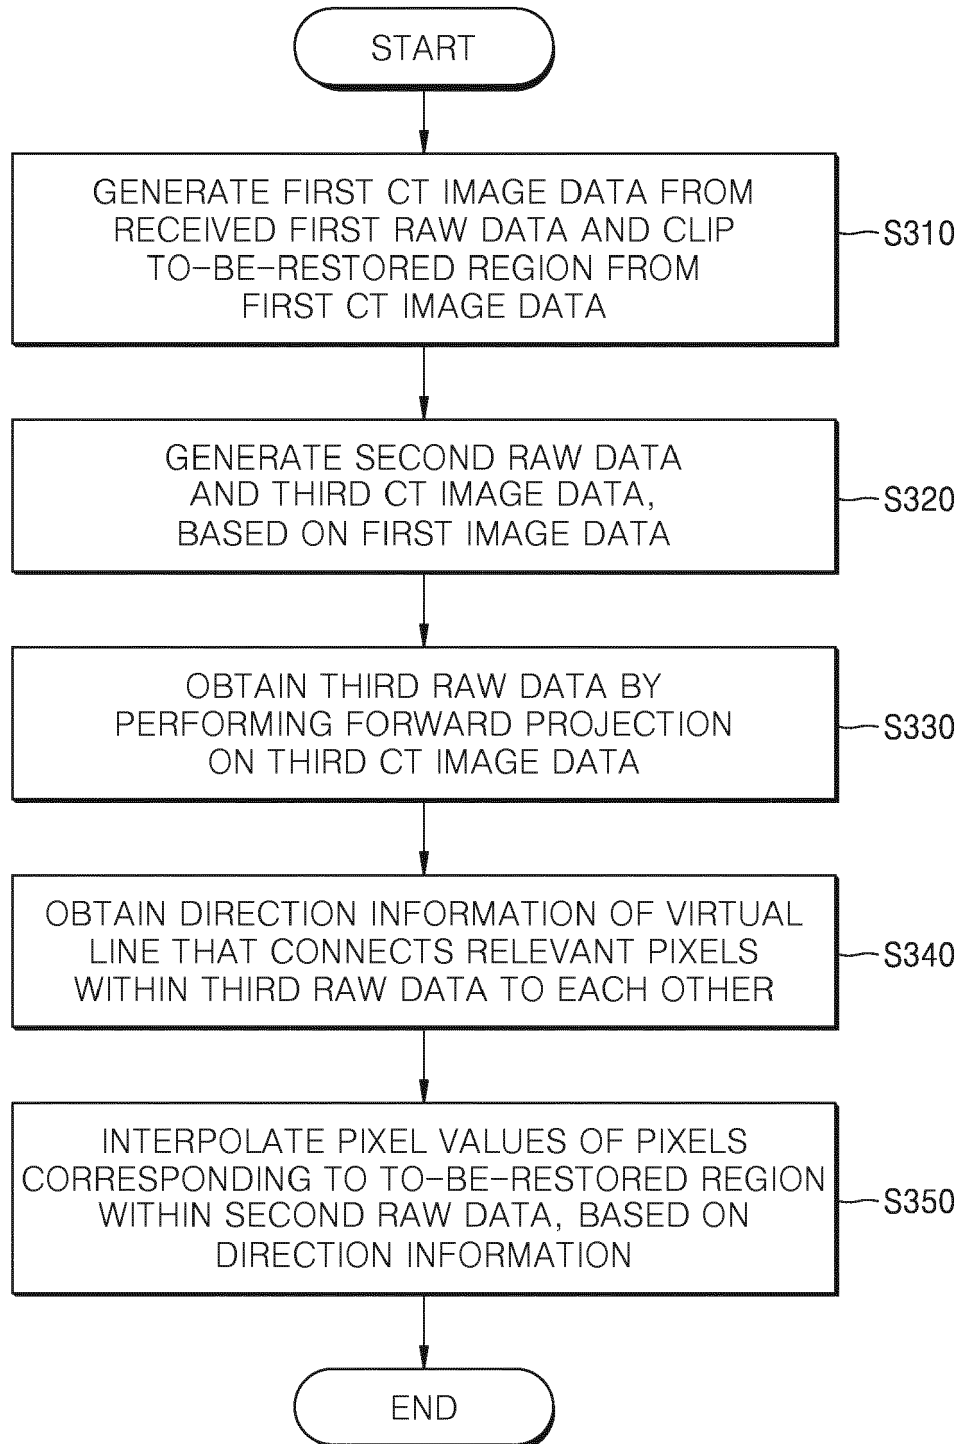 START
GENERATE FIRST CT IMAGE DATA FROM
RECEIVED FIRST RAW DATA AND CLIP
TO-BE-RESTORED REGION FROM
FIRST CT IMAGE DATA
S310
GENERATE SECOND RAW DATA
AND THIRD CT IMAGE DATA,
BASED ON FIRST IMAGE DATA
S320
OBTAIN THIRD RAW DATA BY
PERFORMING FORWARD PROJECTION
ON THIRD CT IMAGE DATA
S330
OBTAIN DIRECTION INFORMATION OF VIRTUAL
LINE THAT CONNECTS RELEVANT PIXELS
WITHIN THIRD RAW DATA TO EACH OTHER
S340
INTERPOLATE PIXEL VALUES OF PIXELS
CORRESPONDING TO TO-BE-RESTORED REGION
WITHIN SECOND RAW DATA, BASED ON
DIRECTION INFORMATION
S350
END